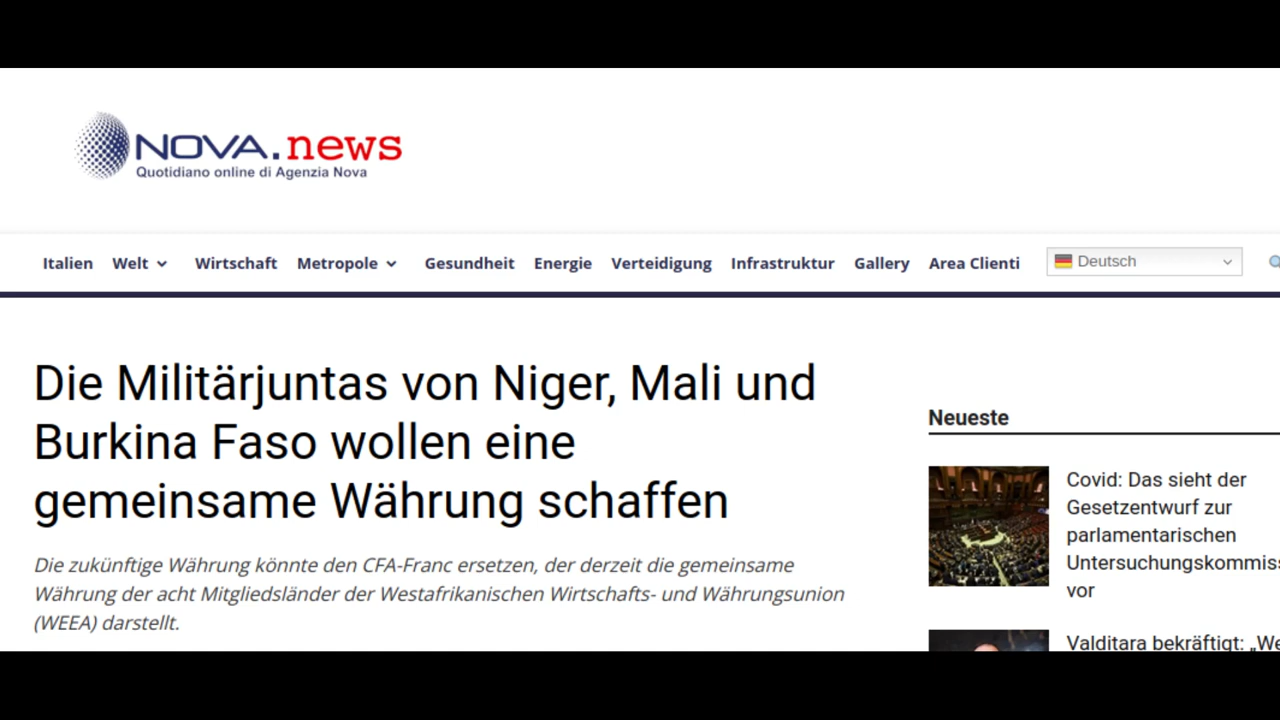 NOVA.news
Quotidiano online di Agenzia Nova
Italien Welt Wirtschaft Metropole Gesundheit Energie Verteidigung Infrastruktur Gallery Area Clienti Deutsch
Die Militärjuntas von Niger, Mali und
Burkina Faso wollen eine
gemeinsame Währung schaffen
Die zukünftige Währung könnte den CFA-Franc ersetzen, der derzeit die gemeinsame
Währung der acht Mitgliedsländer der Westafrikanischen Wirtschafts- und Währungsunion
(WEEA) darstellt.
Neueste
Covid: Das sieht der
Gesetzentwurf zur
parlamentarischen
Untersuchungskommiss
vor
Valditara bekräftigt: „We